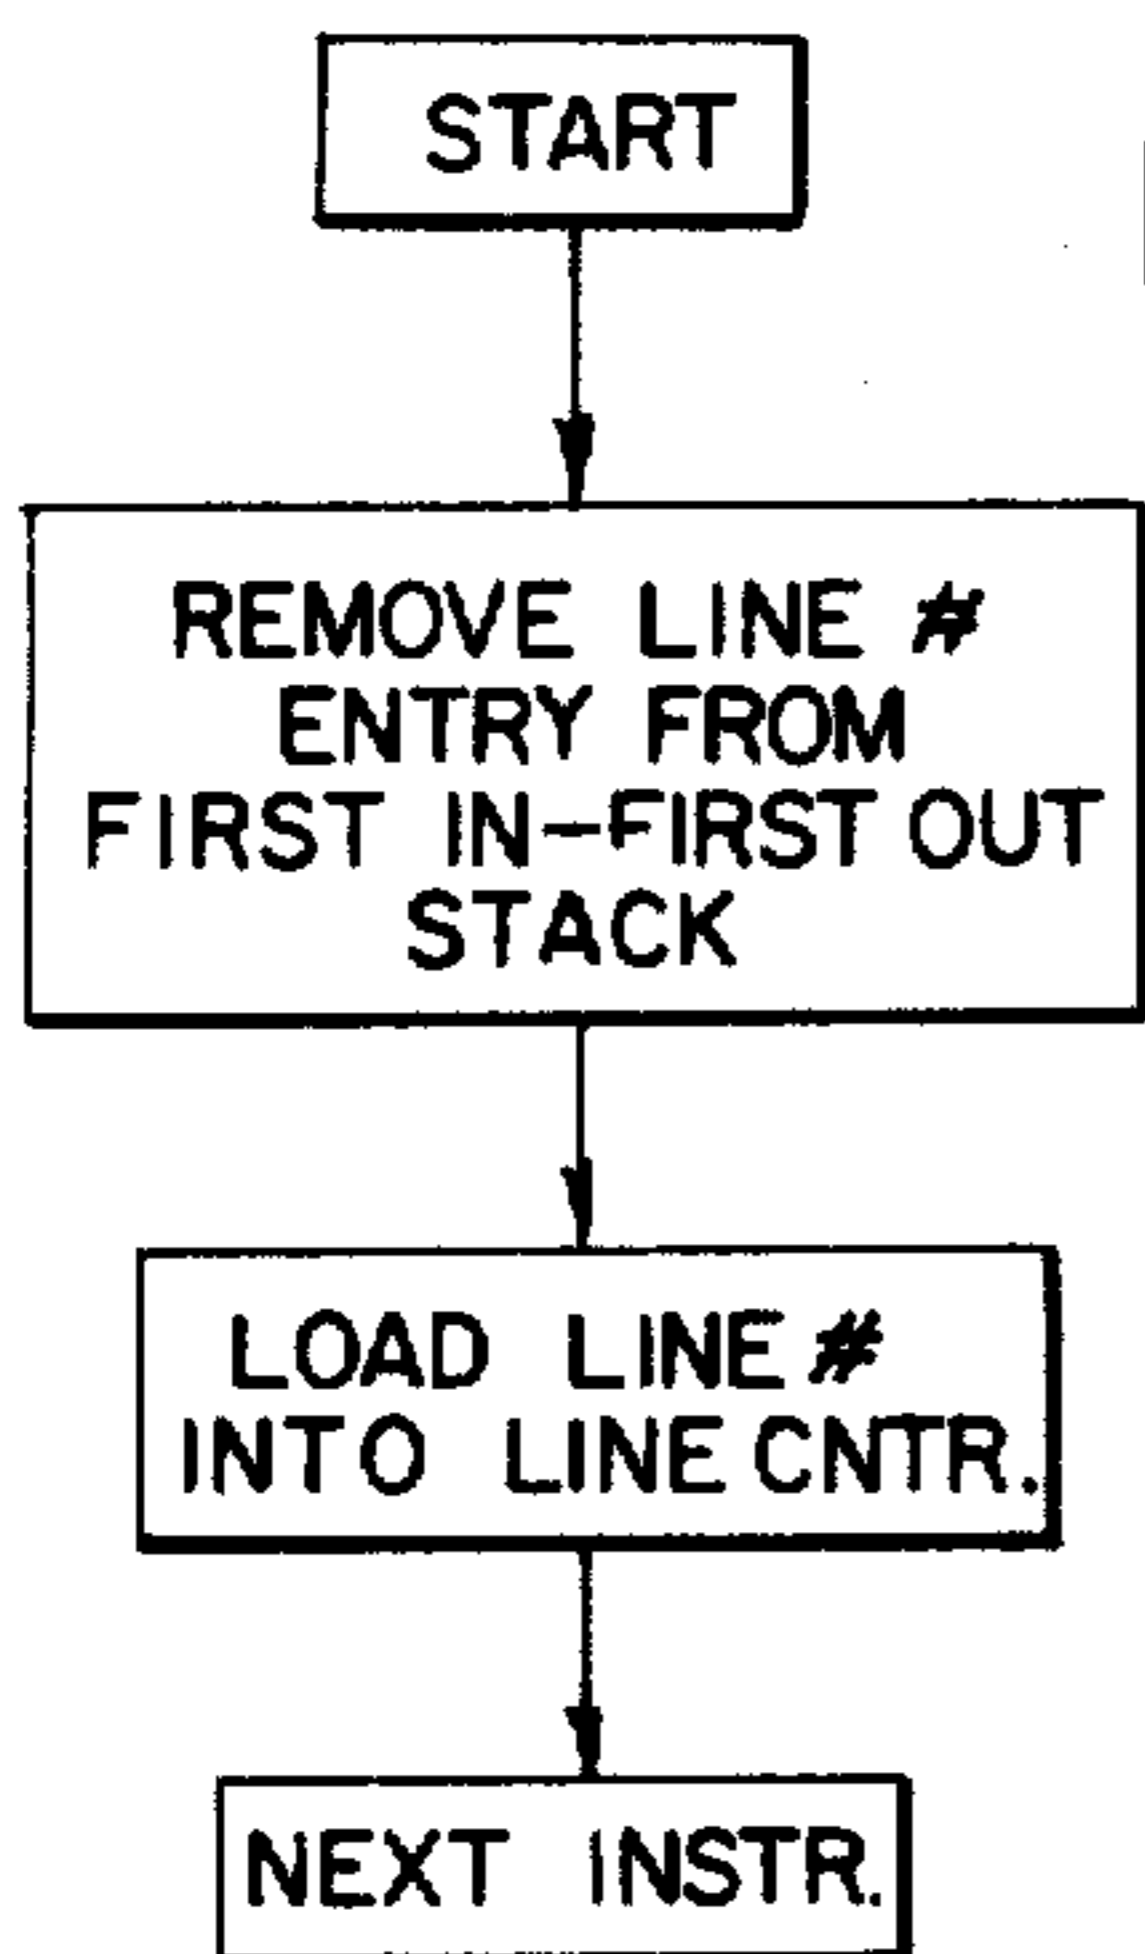 START
REMOVE LINE #
ENTRY FROM
FIRST IN-FIRST OUT
STACK
LOAD LINE #
INTO LINE CNTR.
NEXT INSTR.